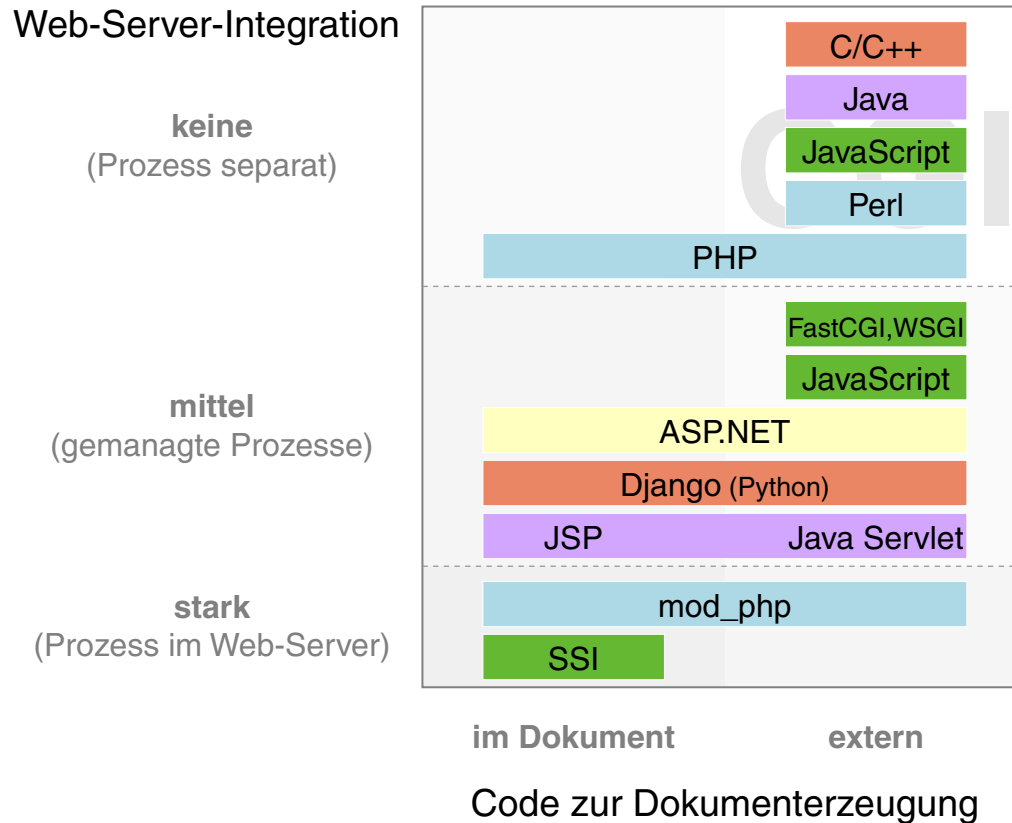 Web-Server-Integration
C/C++
Java
keine
(Prozess separat)
JavaScript
Perl
PHP
CGI
FastCGI,WSGI
JavaScript
mittel
(gemanagte Prozesse)
ASP.NET
Django (Python)
JSP Java Servlet
stark
(Prozess im Web-Server)
mod_php
SSI
im Dokument extern
Code zur Dokumenterzeugung